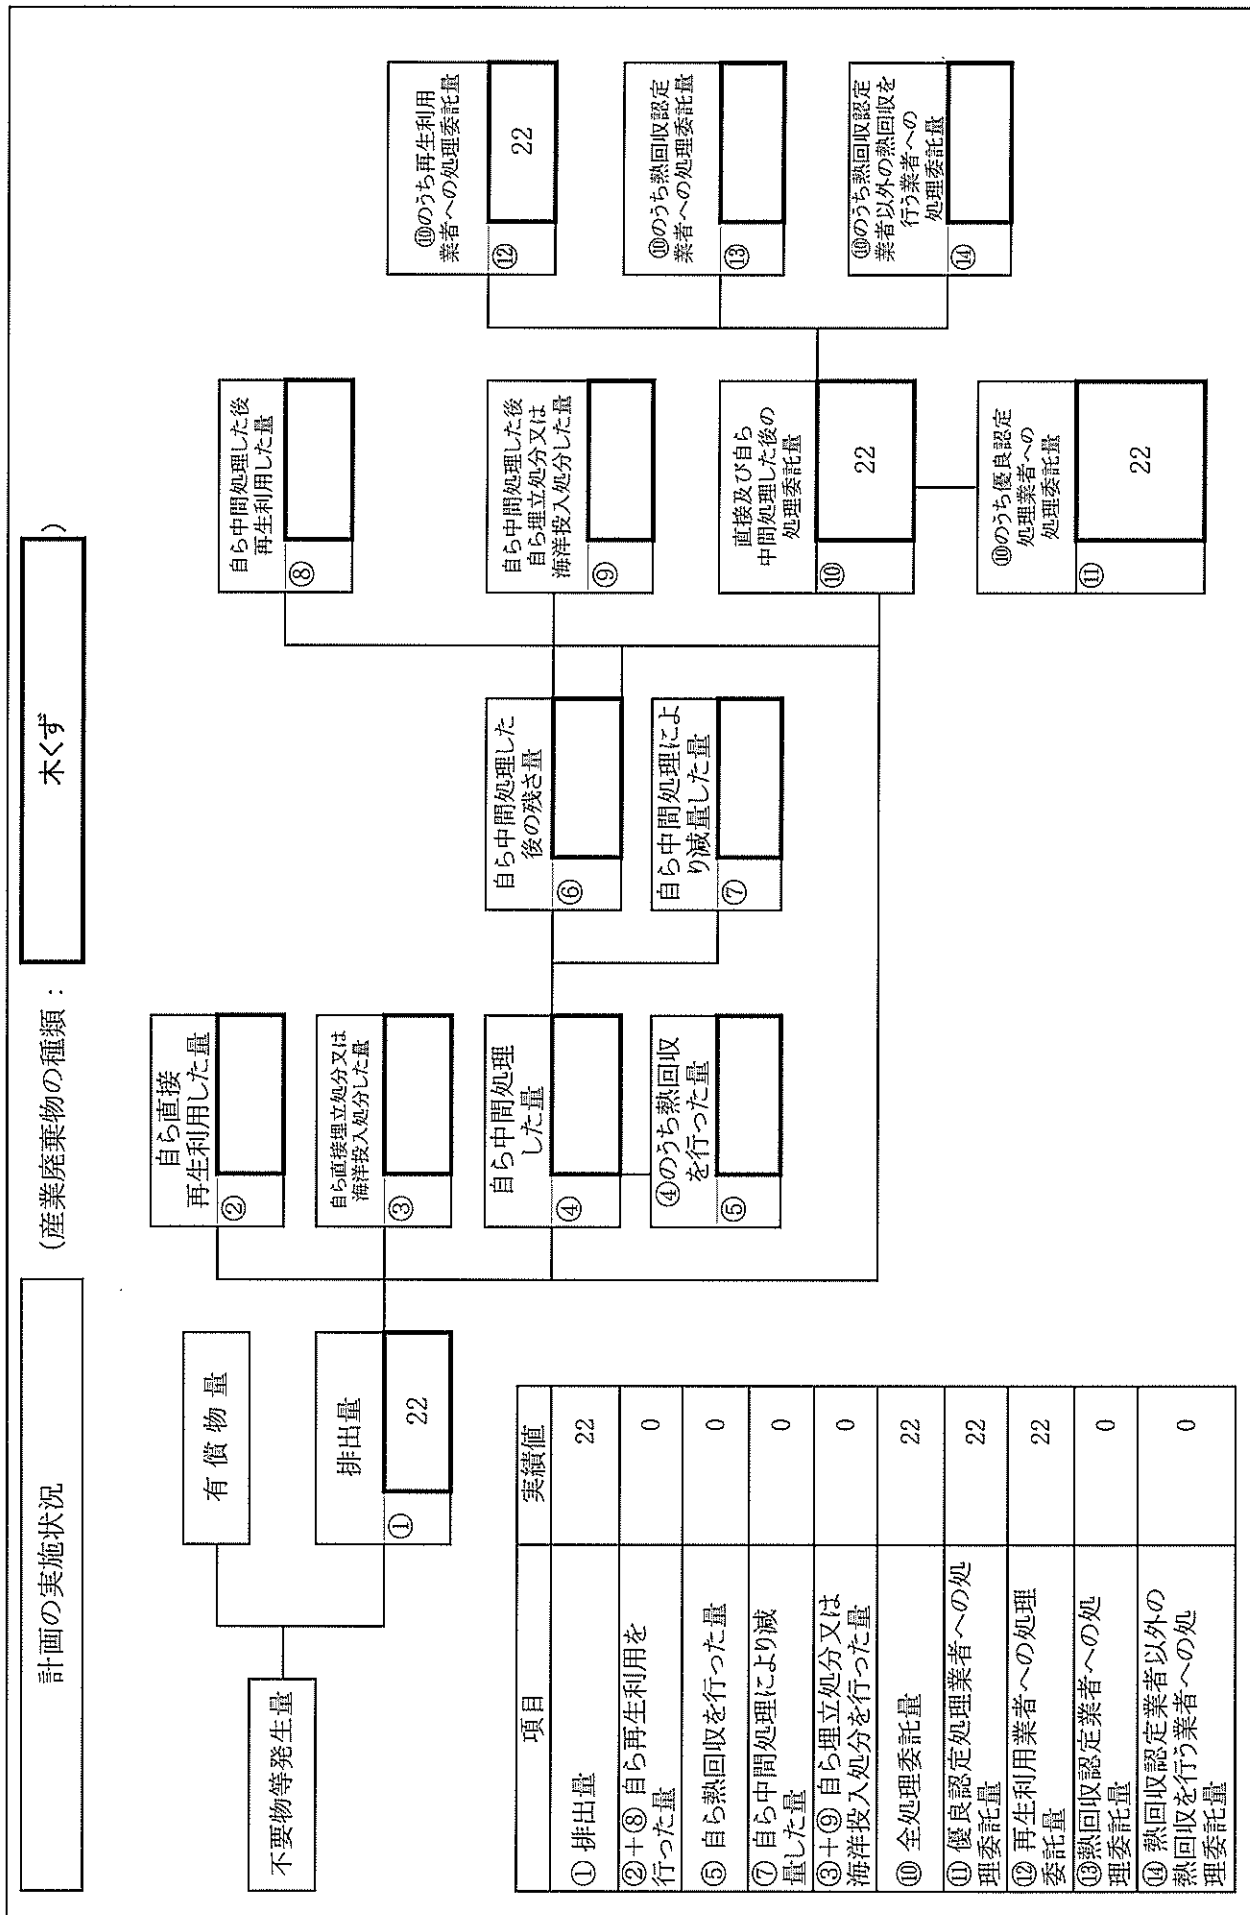 計画の実施状況
(産業廃棄物の種類：
木くず
)
不要物等発生量
有 償 物 量
排出量
①
22
自ら直接
再生利用した量
②
自ら直接埋立処分又は
海洋投入処分した量
③
自ら中間処理
した量
④
④のうち熱回収
を行った量
⑤
自ら中間処理した
後の残さ量
⑥
自ら中間処理によ
り減量した量
⑦
自ら中間処理した後
再生利用した量
⑧
自ら中間処理した後
自ら埋立処分又は
海洋投入処分した量
⑨
直接及び自ら
中間処理した後の
処理委託量
⑩
22
⑩のうち優良認定
処理業者への
処理委託量
⑪
22
⑩のうち再生利用
業者への処理委託量
⑫
22
⑩のうち熱回収認定
業者への処理委託量
⑬
⑩のうち熱回収認定
業者以外の熱回収を
行う業者への
処理委託量
⑭
項目 実績値
① 排出量 22
②＋⑧ 自ら再生利用を
行った量 0
⑤ 自ら熱回収を行った量 0
⑦ 自ら中間処理により減
量した量 0
③＋⑨ 自ら埋立処分又は
海洋投入処分を行った量 0
⑩ 全処理委託量 22
⑪ 優良認定処理業者への処
理委託量 22
⑫ 再生利用業者への処理
委託量 22
⑬熱回収認定業者への処
理委託量 0
⑭ 熱回収認定業者以外の
熱回収を行う業者への処
理委託量 0